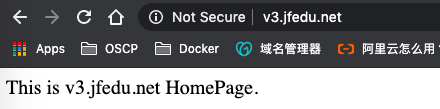 Not Secure | v3.jfedu.net
Apps OSCP Docker 域名管理器 阿里云怎么用
This is v3.jfedu.net HomePage.